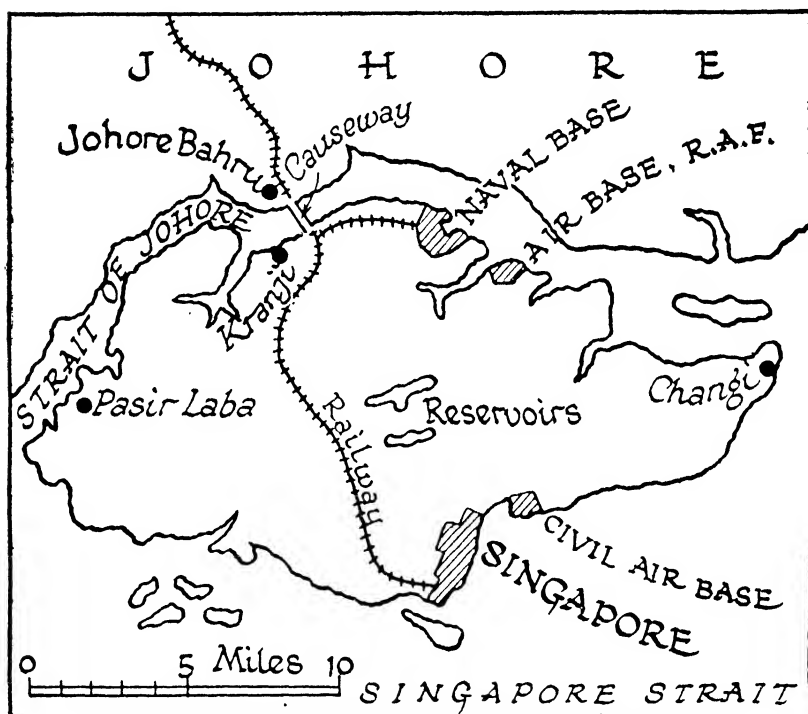 JOHORE
Johore Bahru
Causeway
NAVAL BASE
AIR BASE, R.A.F.
STRAIT OF JOHORE
Kranji
Pasir Laba
Railway
Reservoirs
Changi
CIVIL AIR BASE
SINGAPORE
0 5 Miles 10
SINGAPORE STRAIT